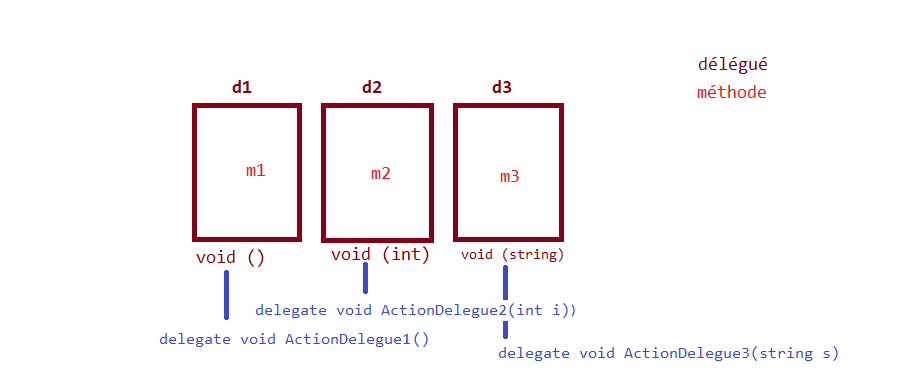 délégué
méthode
d1 d2 d3
m1 m2 m3
void () void (int) void (string)
delegate void ActionDelegue2(int i))
delegate void ActionDelegue1()
delegate void ActionDelegue3(string s)